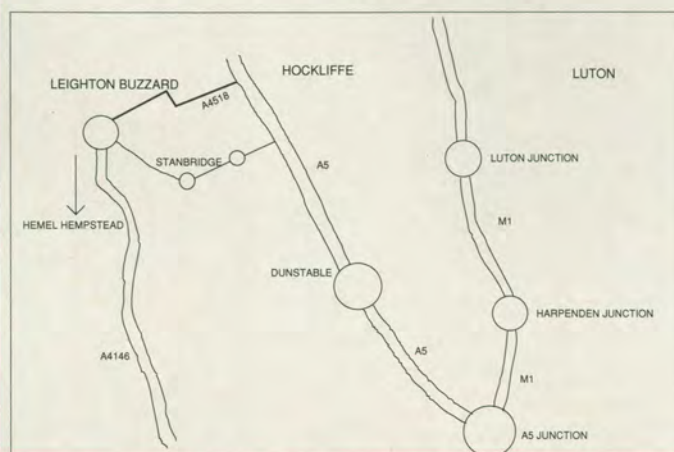 HOCKLIFFE
LUTON
LEIGHTON BUZZARD
A4518
STANBRIDGE
A5
LUTON JUNCTION
HEMEL HEMPSTEAD
M1
DUNSTABLE
HARPENDEN JUNCTION
A5
A4146
M1
A5 JUNCTION